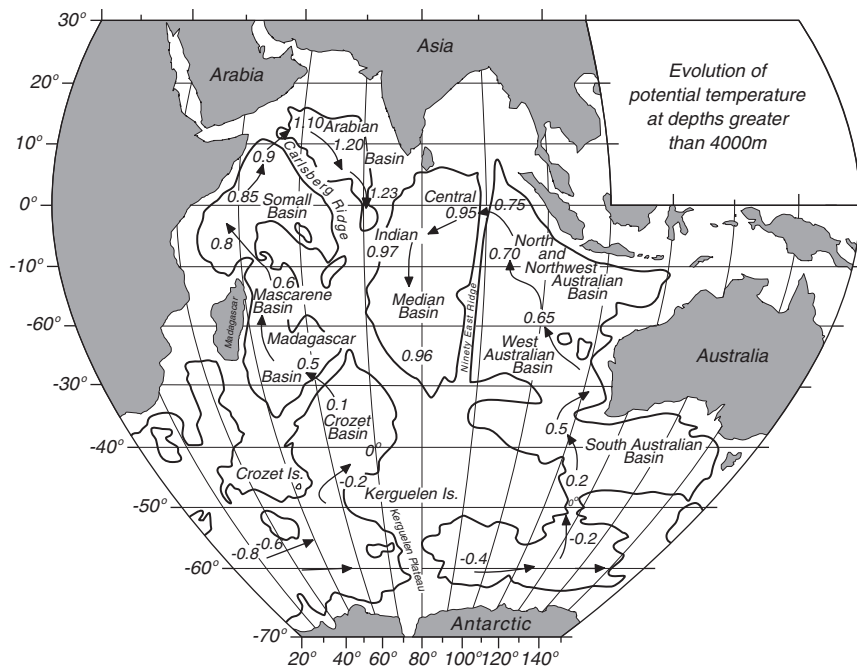 30°
Asia
Evolution of
potential temperature
at depths greater
than 4000m
20°
Arabia
10°
1.10
Arabian
1.20
Basin
0.9
Carlsberg Ridge
0.85
1.23
Central
0.95
0.75
0°
Somall
Basin
0.8
Indian
0.97
North
and
Northwest
Australian
Basin
0.70
-10°
0.6
Mascarene
Basin
Median
Basin
Ninety East Ridge
Madagascar
-60°
Madagascar
0.65
West
Australian
Basin
0.96
Australia
Basin
0.5
-30°
0.1
Crozet
Basin
0°
0.5
South Australian
Basin
-40°
Crozet Is.
-0.2
Kerguelen Is.
0.2
0°
-50°
-0.6
-0.8
Kerguelen Plateau
-0.4
-0.2
-60°
Antarctic
-70°
20° 40° 60° 80° 100° 120° 140°